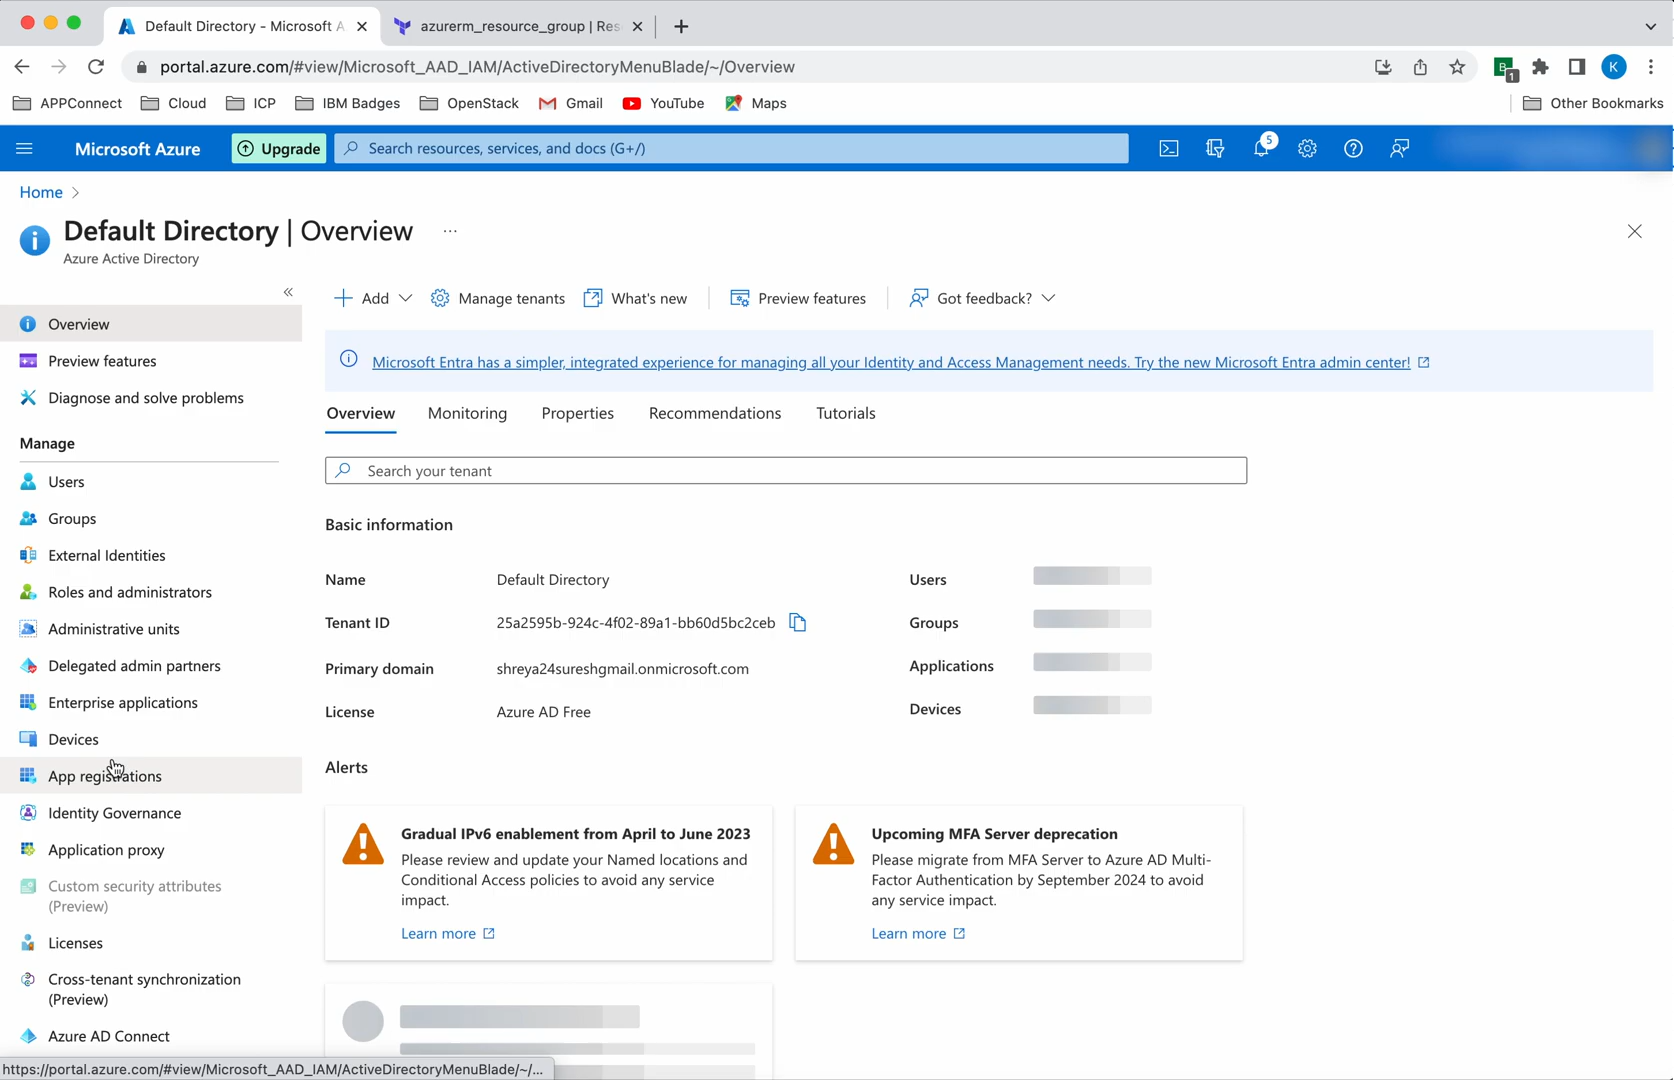 Default Directory - Microsoft A
azurerm_resource_group | Res
portal.azure.com/#view/Microsoft_AAD_IAM/ActiveDirectoryMenuBlade/~/Overview
B
1
K
APPConnect
Cloud
ICP
IBM Badges
OpenStack
Gmail
YouTube
Maps
Other Bookmarks
Microsoft Azure
Upgrade
Search resources, services, and docs (G+/)
5
Home
Default Directory | Overview
...
Azure Active Directory
«
Add
Manage tenants
What's new
Preview features
Got feedback?
Microsoft Entra has a simpler, integrated experience for managing all your Identity and Access Management needs. Try the new Microsoft Entra admin center!
Overview
Preview features
Diagnose and solve problems
Manage
Users
Groups
External Identities
Roles and administrators
Administrative units
Delegated admin partners
Enterprise applications
Devices
App registrations
Identity Governance
Application proxy
Custom security attributes
(Preview)
Licenses
Cross-tenant synchronization
(Preview)
Azure AD Connect
Overview
Monitoring
Properties
Recommendations
Tutorials
Search your tenant
Basic information
Name
Default Directory
Users
Tenant ID
25a2595b-924c-4f02-89a1-bb60d5bc2ceb
Groups
Primary domain
shreya24sureshgmail.onmicrosoft.com
Applications
License
Azure AD Free
Devices
Alerts
Gradual IPv6 enablement from April to June 2023
Please review and update your Named locations and
Conditional Access policies to avoid any service
impact.
Learn more
Upcoming MFA Server deprecation
Please migrate from MFA Server to Azure AD Multi-
Factor Authentication by September 2024 to avoid
any service impact.
Learn more
https://portal.azure.com/#view/Microsoft_AAD_IAM/ActiveDirectoryMenuBlade/~/...